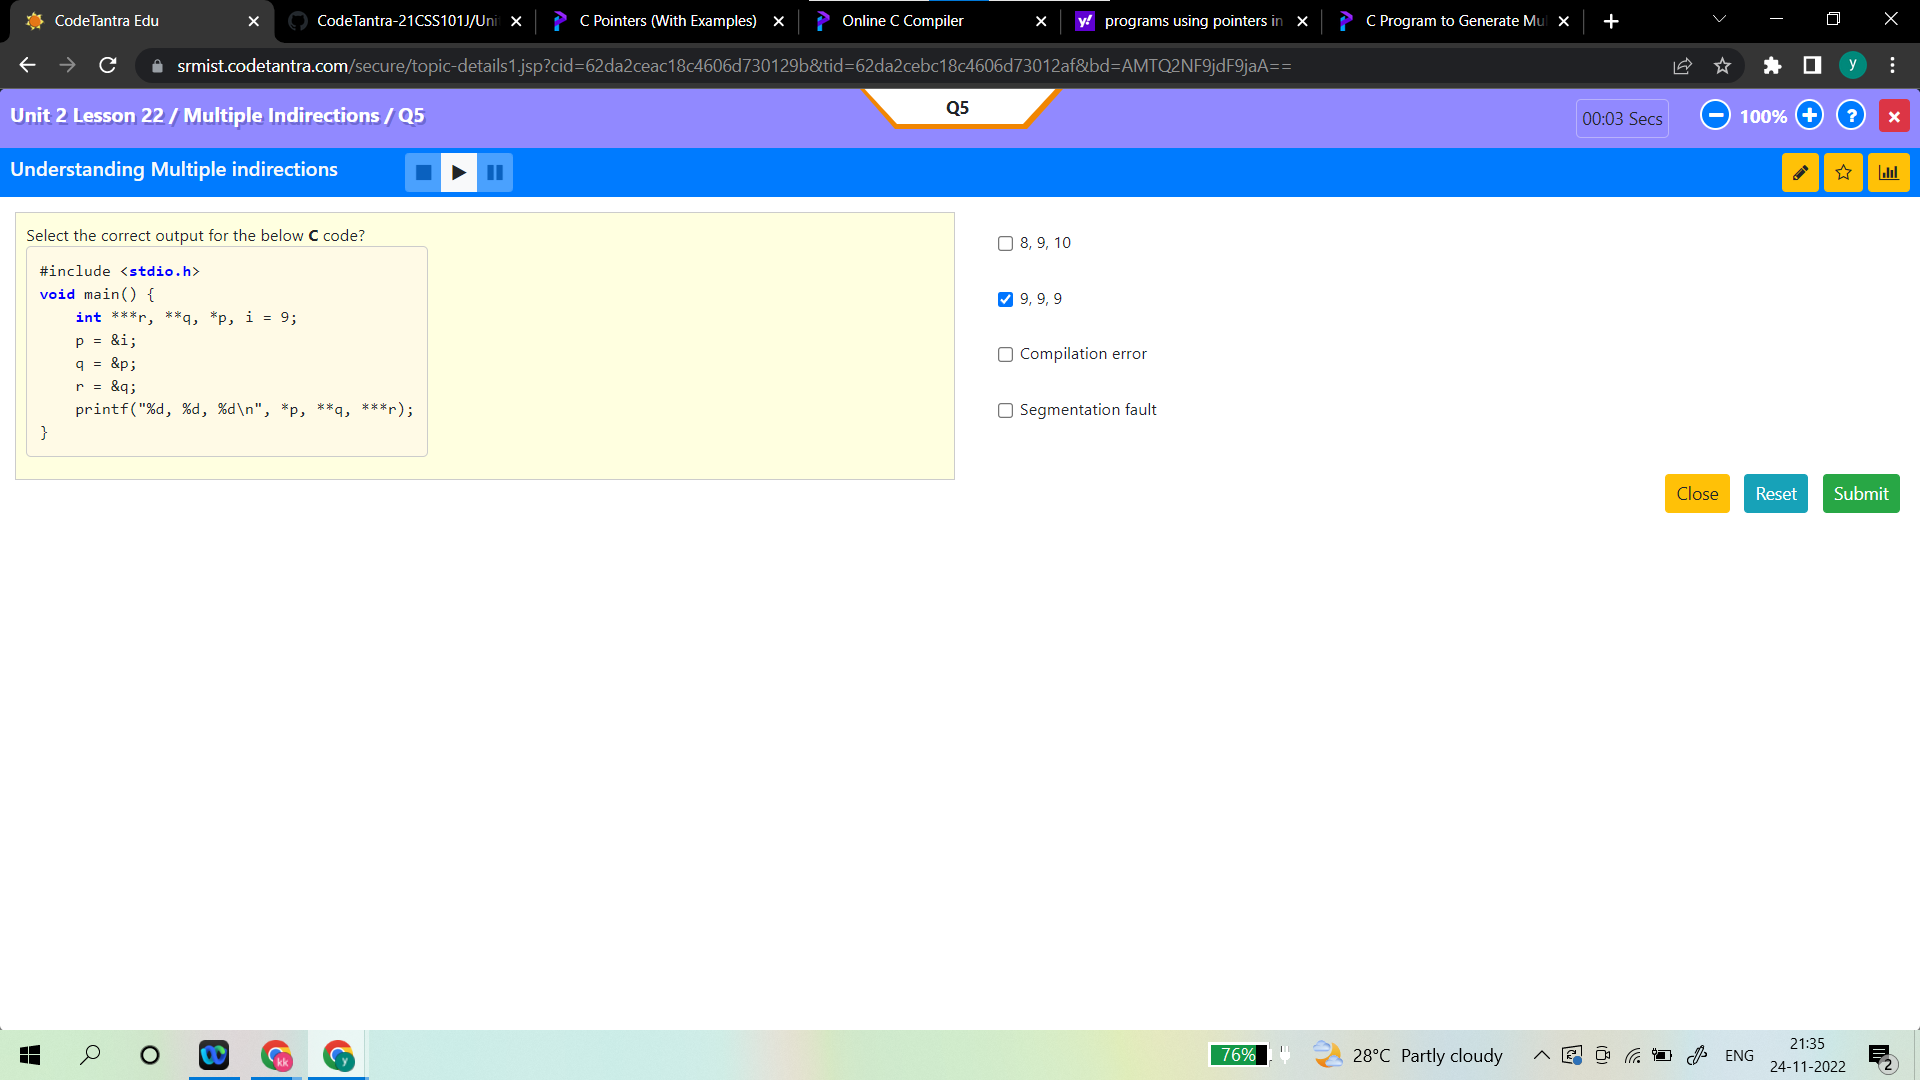 CodeTantra Edu
CodeTantra-21CSS101J/Uni
C Pointers (With Examples)
Online C Compiler
programs using pointers in
C Program to Generate Mul
srmist.codetantra.com/secure/topic-details1.jsp?cid=62da2ceac18c4606d730129b&tid=62da2cebc18c4606d73012af&bd=AMTQ2NF9jdF9jaA==
y
Unit 2 Lesson 22 / Multiple Indirections / Q5
Q5
00:03 Secs
100%
?
Understanding Multiple indirections
Select the correct output for the below C code?
#include <stdio.h>
void main() {
int ***r, **q, *p, i = 9;
p = &i;
q = &p;
r = &q;
printf("%d, %d, %d\n", *p, **q, ***r);
}
8, 9, 10
9, 9, 9
Compilation error
Segmentation fault
Close
Reset
Submit
kk
y
76%
28°C Partly cloudy
ENG
21:35
24-11-2022
2